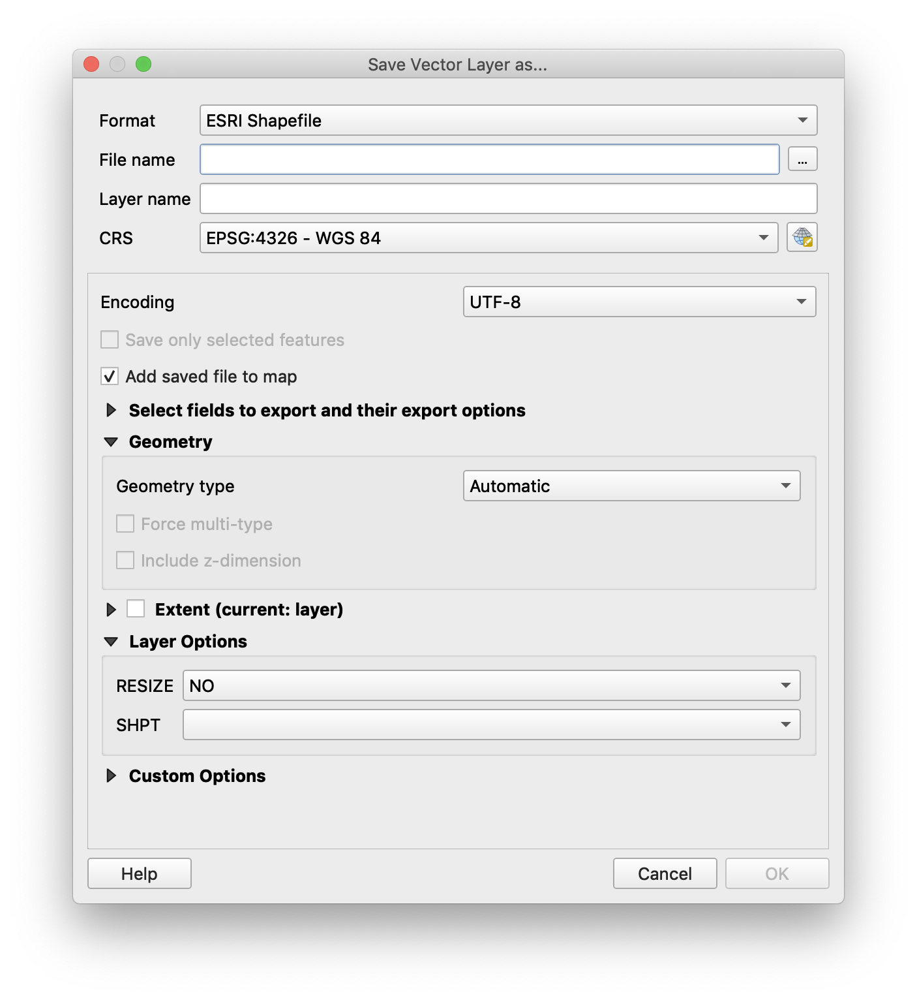 Save Vector Layer as...
Format ESRI Shapefile
File name ...
Layer name
CRS EPSG:4326 - WGS 84
Encoding UTF-8
Save only selected features
Add saved file to map
Select fields to export and their export options
Geometry
Geometry type Automatic
Force multi-type
Include z-dimension
Extent (current: layer)
Layer Options
RESIZE NO
SHPT
Custom Options
Help Cancel OK